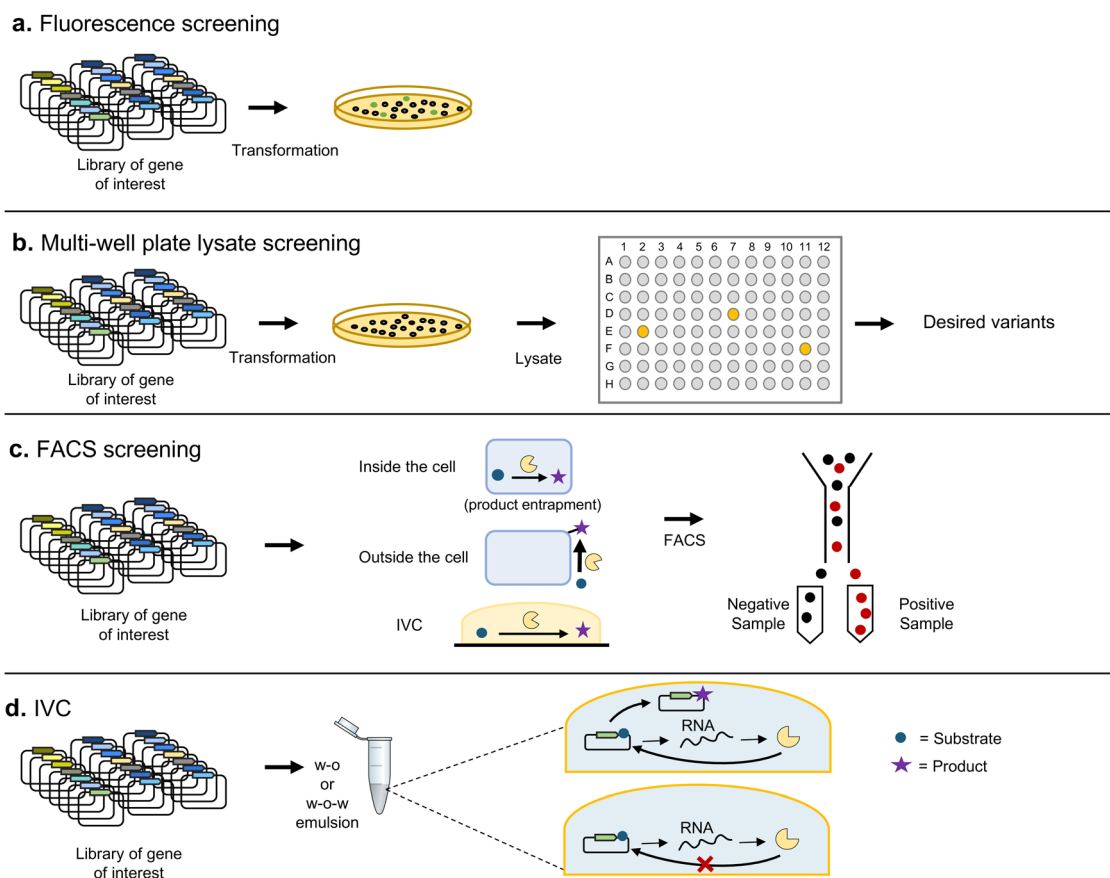 a. Fluorescence screening
Transformation
Library of gene
of interest
b. Multi-well plate lysate screening
1 2 3 4 5 6 7 8 9 10 11 12
A
B
C
D
E
F
G
H
Transformation
Lysate
Desired variants
Library of gene
of interest
c. FACS screening
Inside the cell
(product entrapment)
Outside the cell
IVC
FACS
Negative
Sample
Positive
Sample
Library of gene
of interest
d. IVC
w-o
or
w-o-w
emulsion
RNA
RNA
= Substrate
= Product
Library of gene
of interest